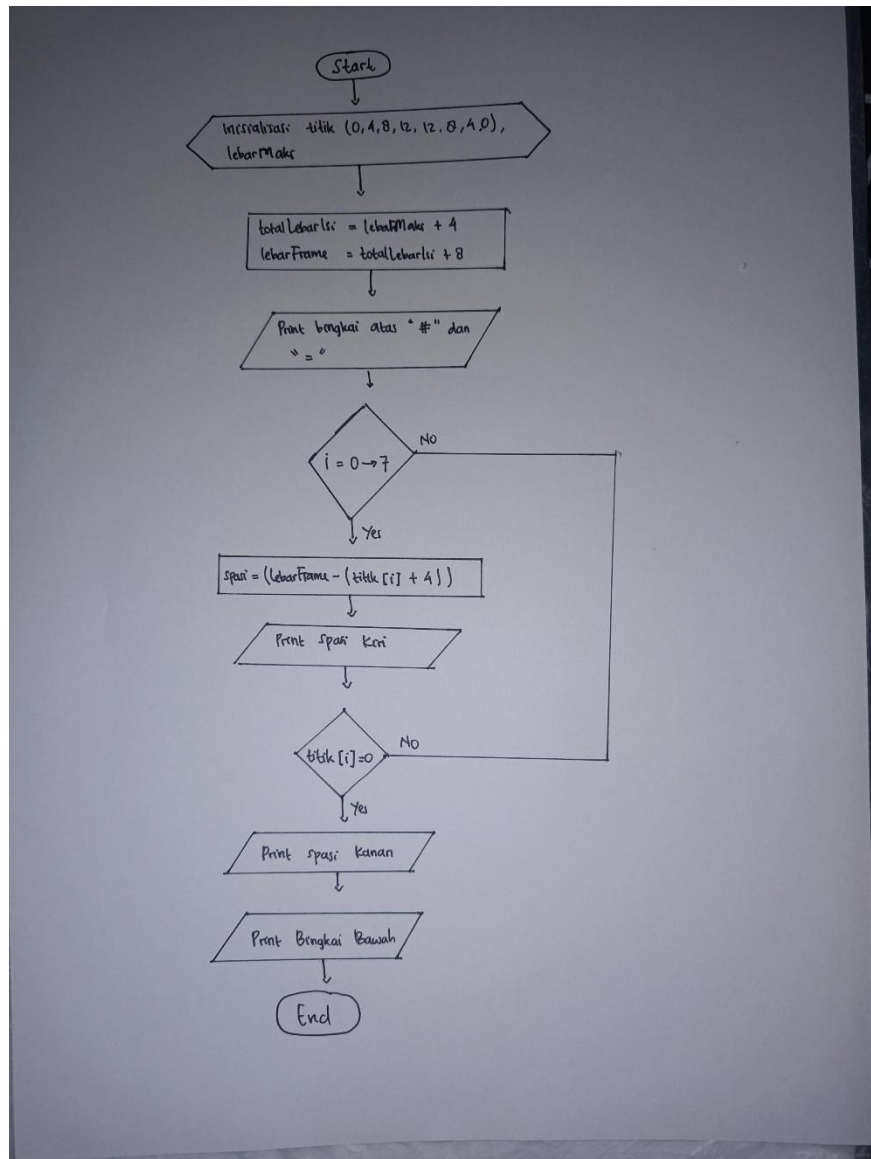 Start
Inisialisasi titik (0,4,8,12,12,8,4,0),
lebarMaks
totalLebarIsi = lebarMaks + 4
lebarFrame = totalLebarIsi + 8
Print bingkai atas "#" dan
"="
i = 0→7
NO
Yes
spasi = (lebarFrame - (titik [i] + 4))
Print Spasi Kiri
titik [i]=0
NO
Yes
Print spasi Kanan
Print Bingkai Bawah
End